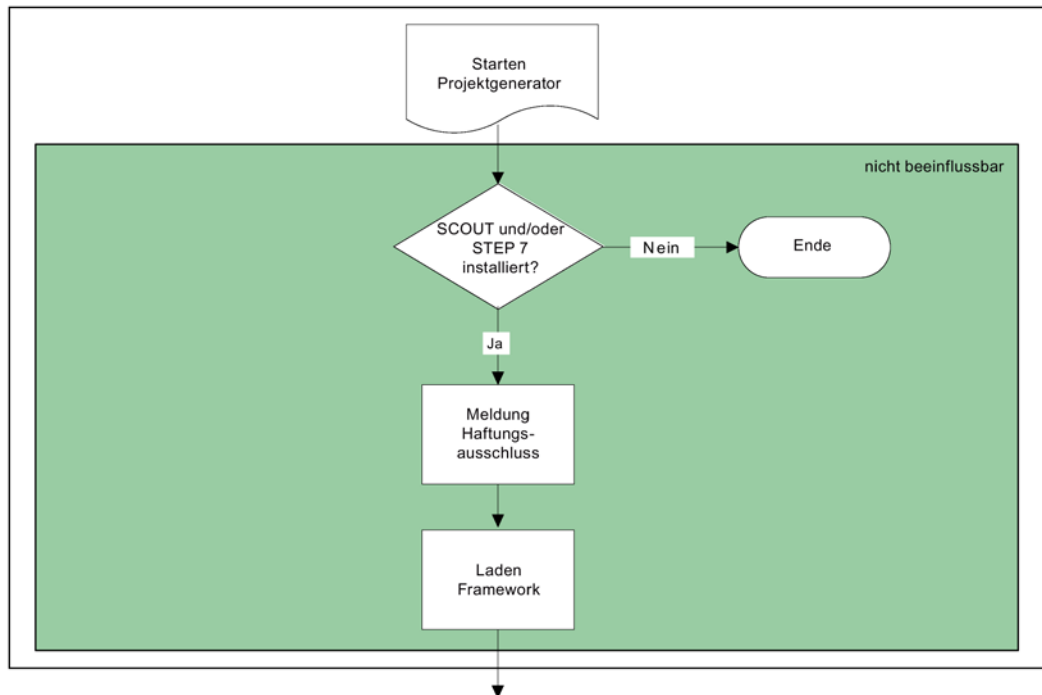 Starten
Projektgenerator
nicht beeinflussbar
SCOUT und/oder
STEP 7
installiert?
Nein
Ende
Ja
Meldung
Haftungs-
ausschluss
Laden
Framework